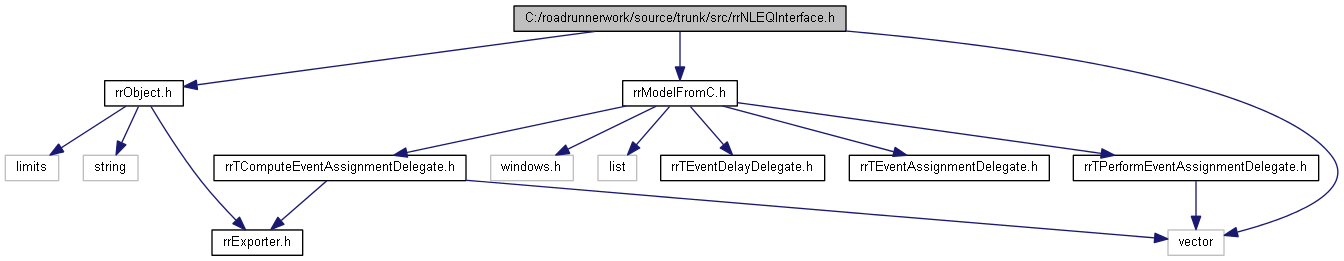 C:/roadrunnerwork/source/trunk/src/rrNLEQInterface.h
rrObject.h
rrModelFromC.h
limits
string
rrTComputeEventAssignmentDelegate.h
windows.h
list
rrTEventDelayDelegate.h
rrTEventAssignmentDelegate.h
rrTPerformEventAssignmentDelegate.h
rrExporter.h
vector